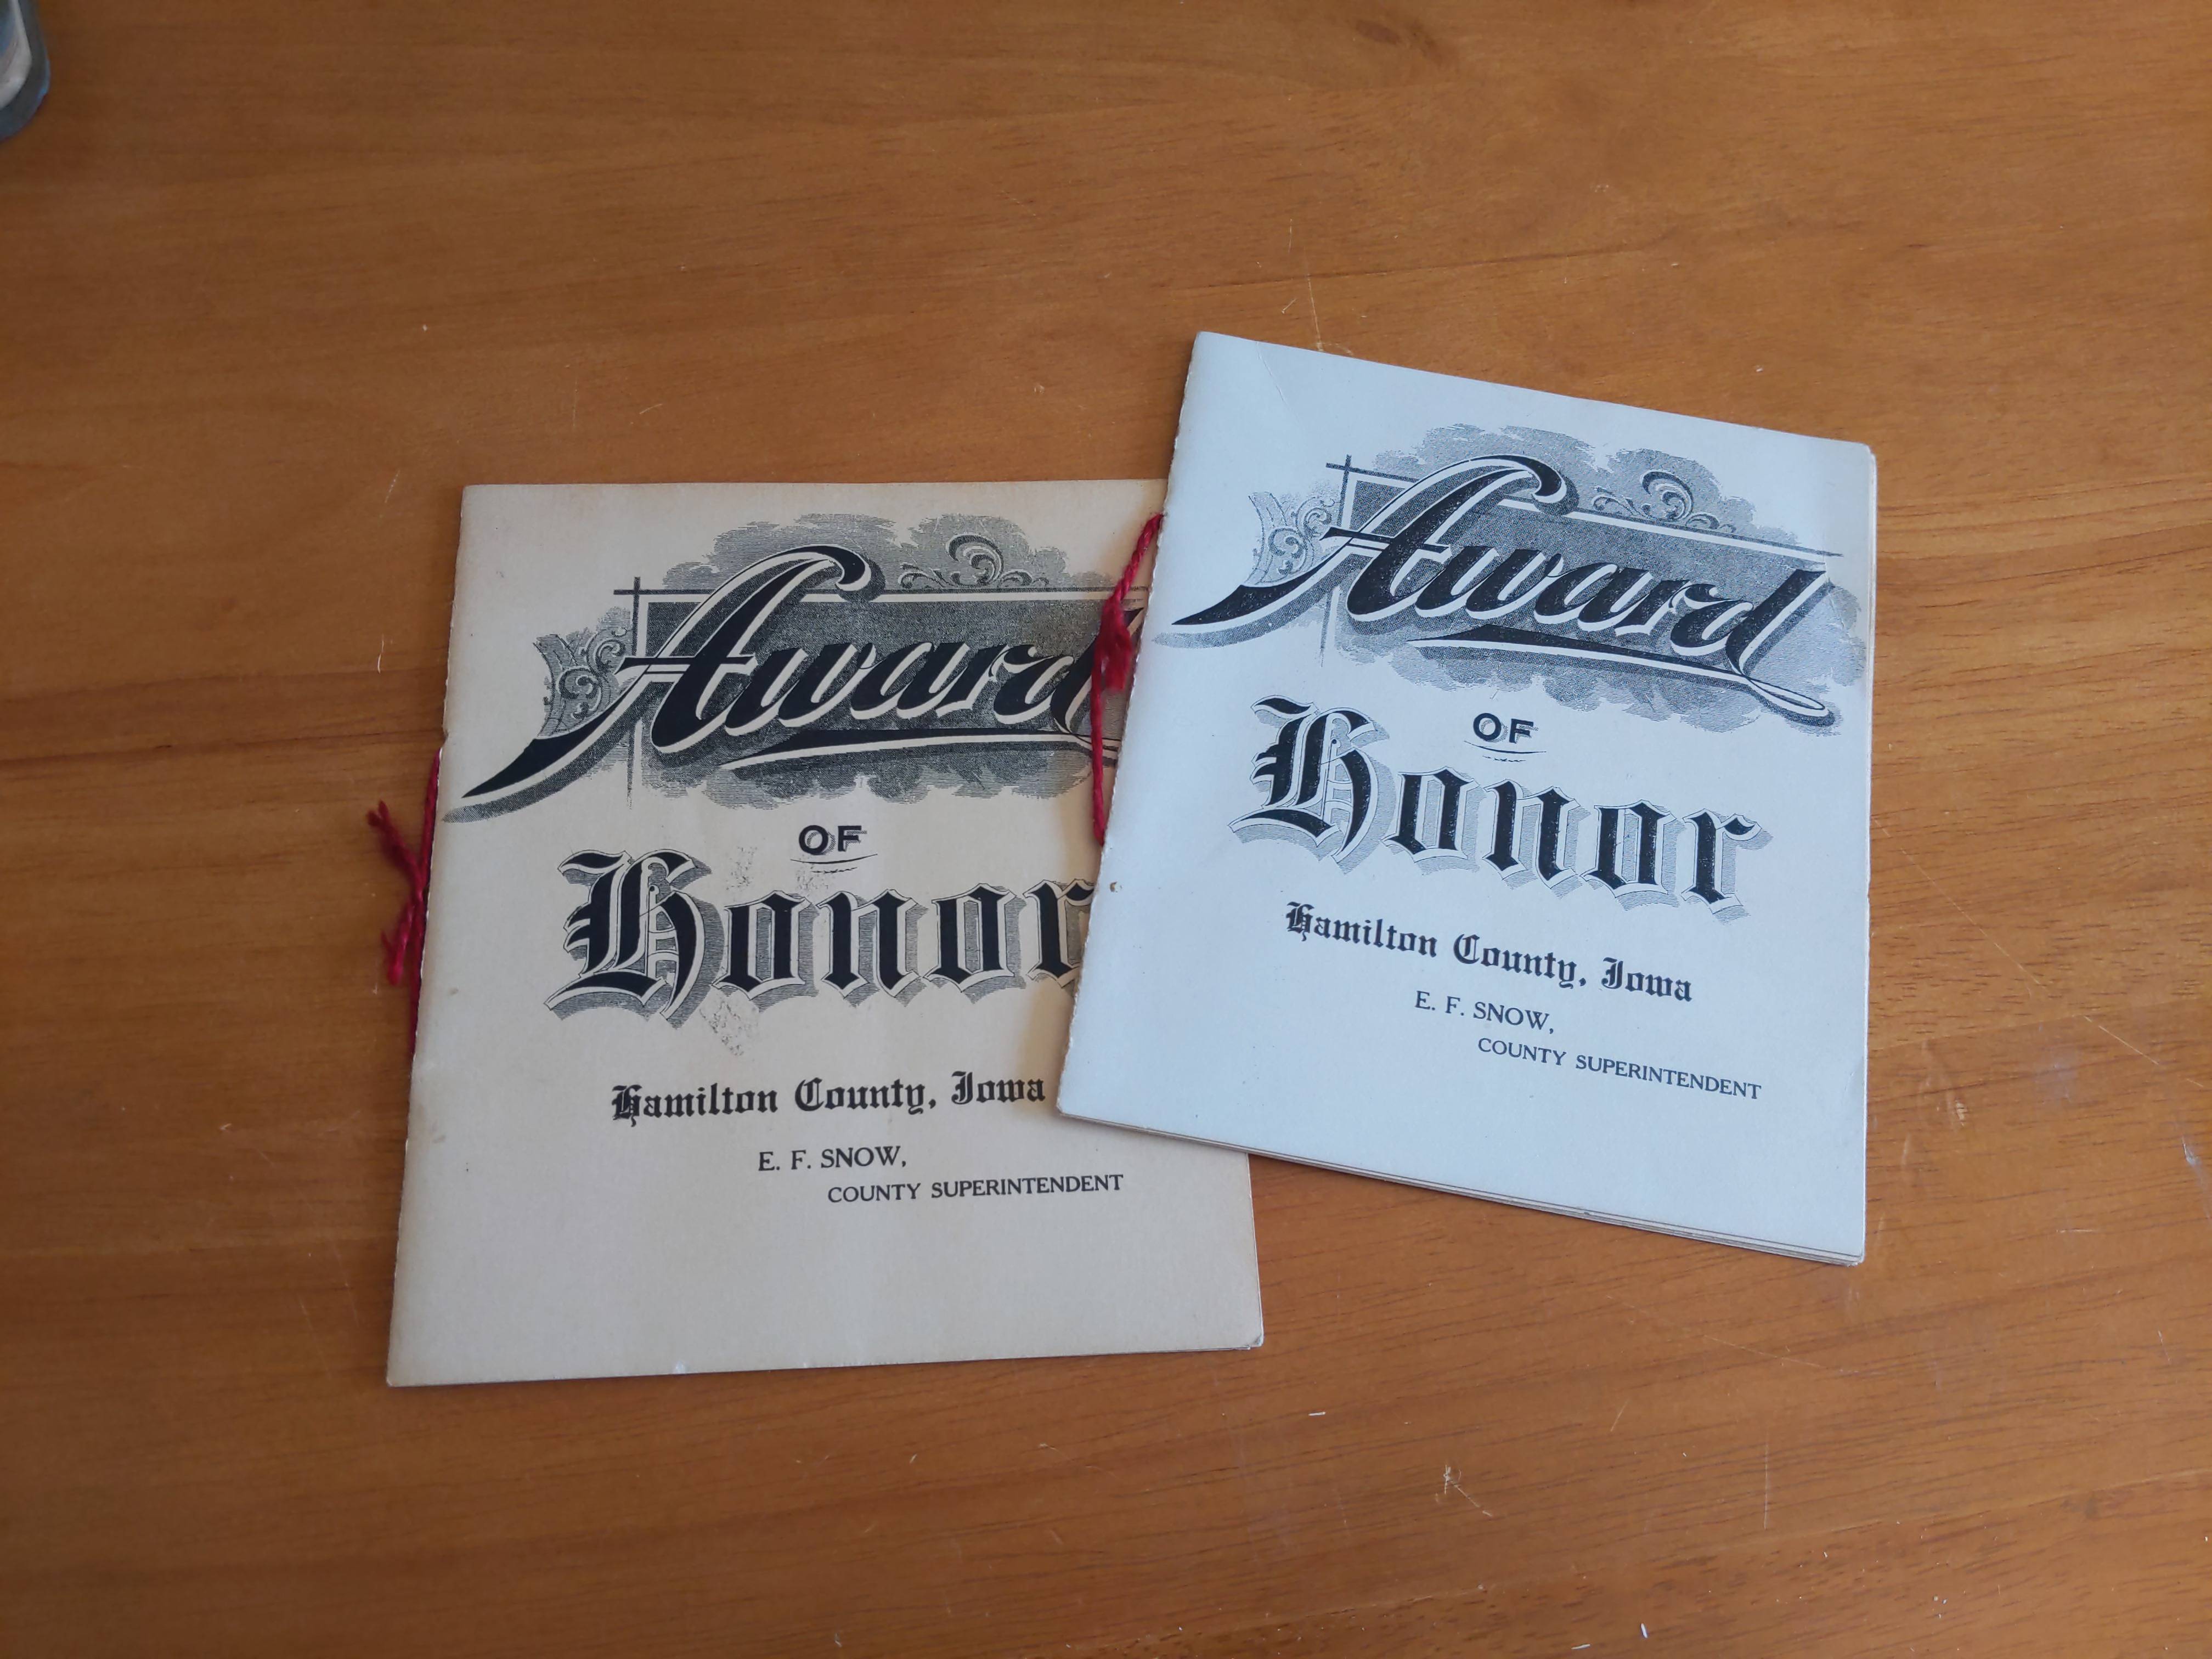 Award
OF
Honor
Hamilton County, Iowa
E. F. SNOW,
COUNTY SUPERINTENDENT
Award
OF
Honor
Hamilton County, Iowa
E. F. SNOW,
COUNTY SUPERINTENDENT